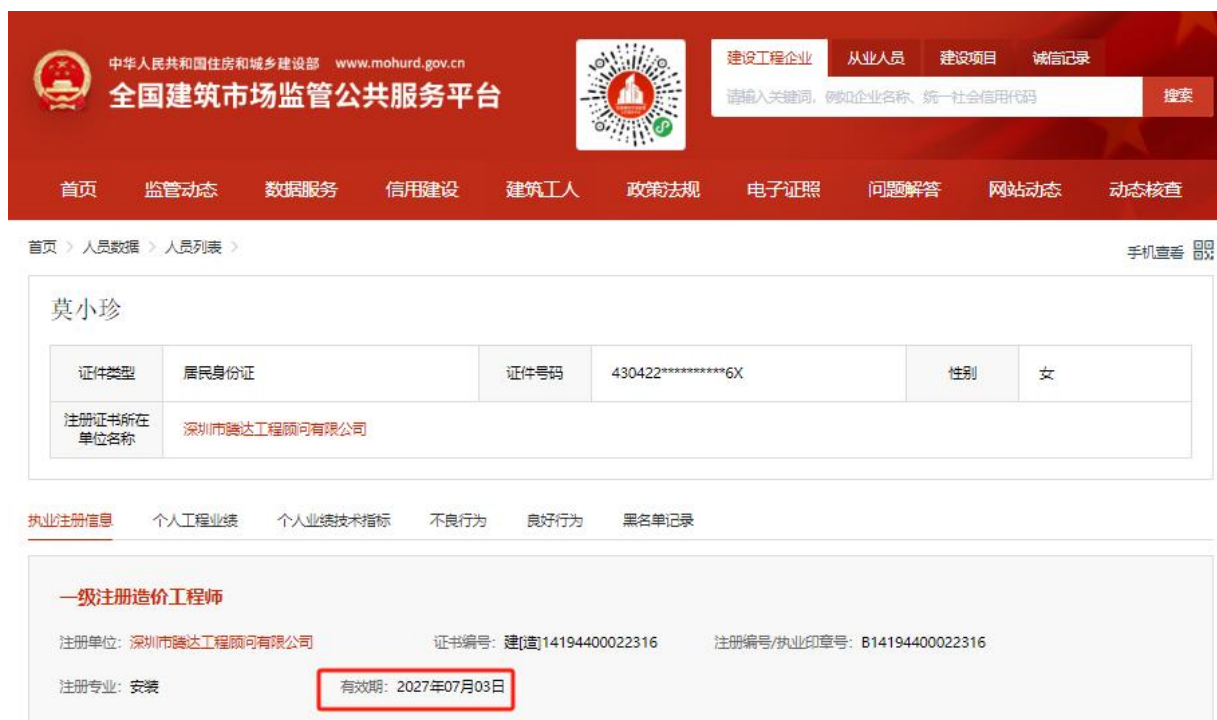 中华人民共和国住房和城乡建设部 www.mohurd.gov.cn
全国建筑市场监管公共服务平台
建设工程企业 从业人员 建设项目 诚信记录
请输入关键词，例如企业名称、统一社会信用代码 搜索
首页 监管动态 数据服务 信用建设 建筑工人 政策法规 电子证照 问题解答 网站动态 动态核查
首页 > 人员数据 > 人员列表 >
手机查看
莫小珍
证件类型 居民身份证 证件号码 430422**********6X 性别 女
注册证书所在
单位名称
深圳市腾达工程顾问有限公司
执业注册信息 个人工程业绩 个人业绩技术指标 不良行为 良好行为 黑名单记录
一级注册造价工程师
注册单位：深圳市腾达工程顾问有限公司 证书编号：建[造]14194400022316 注册编号/执业印章号：B14194400022316
注册专业：安装 有效期：2027年07月03日